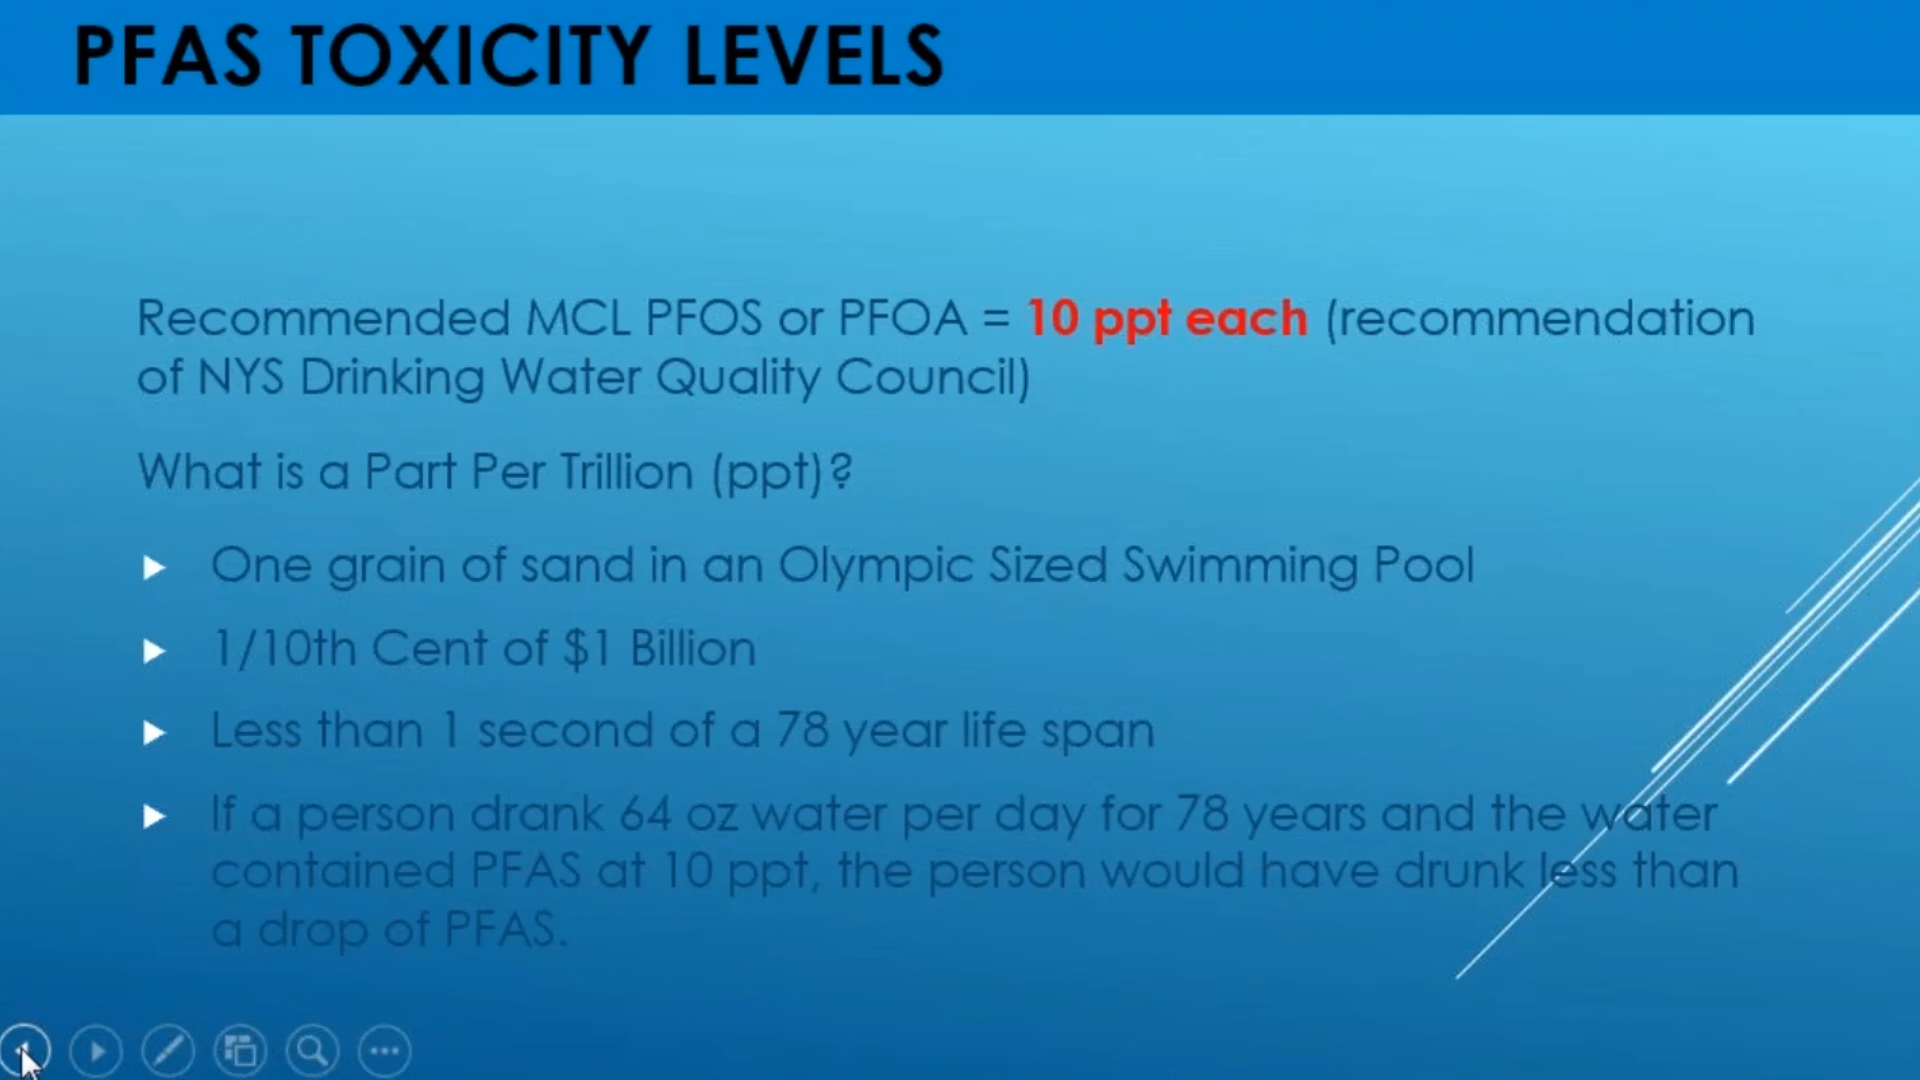 PFAS TOXICITY LEVELS
Recommended MCL PFOS or PFOA = 10 ppt each (recommendation
of NYS Drinking Water Quality Council)
What is a Part Per Trillion (ppt)?
One grain of sand in an Olympic Sized Swimming Pool
1/10th Cent of $1 Billion
Less than 1 second of a 78 year life span
If a person drank 64 oz water per day for 78 years and the water
contained PFAS at 10 ppt, the person would have drunk less than
a drop of PFAS.